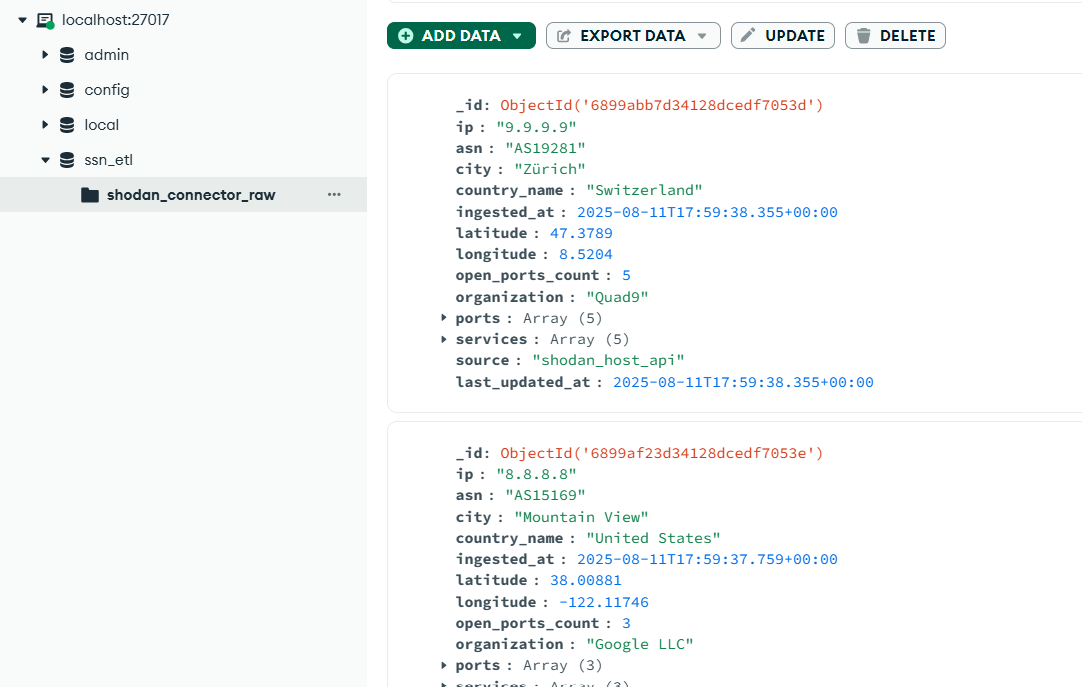 localhost:27017
admin
config
local
ssn_etl
shodan_connector_raw ···
ADD DATA EXPORT DATA UPDATE DELETE
_id: ObjectId('6899abb7d34128dcedf7053d')
ip : "9.9.9.9"
asn : "AS19281"
city : "Zürich"
country_name : "Switzerland"
ingested_at : 2025-08-11T17:59:38.355+00:00
latitude : 47.3789
longitude : 8.5204
open_ports_count : 5
organization : "Quad9"
ports : Array (5)
services : Array (5)
source : "shodan_host_api"
last_updated_at : 2025-08-11T17:59:38.355+00:00
_id: ObjectId('6899af23d34128dcedf7053e')
ip : "8.8.8.8"
asn : "AS15169"
city : "Mountain View"
country_name : "United States"
ingested_at : 2025-08-11T17:59:37.759+00:00
latitude : 38.00881
longitude : -122.11746
open_ports_count : 3
organization : "Google LLC"
ports : Array (3)
services : Array (3)